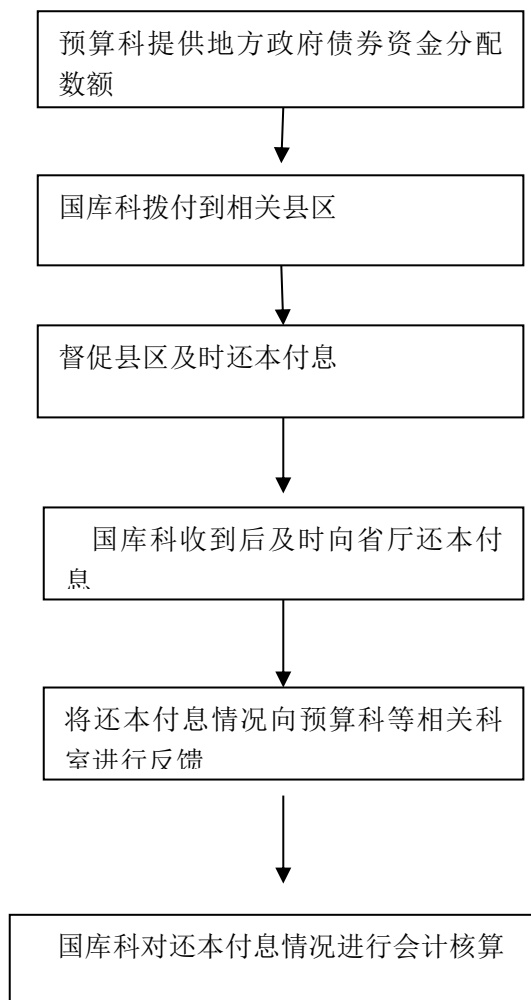 预算科提供地方政府债券资金分配
数额
国库科拨付到相关县区
督促县区及时还本付息
国库科收到后及时向省厅还本付
息
将还本付息情况向预算科等相关科
室进行反馈
国库科对还本付息情况进行会计核算